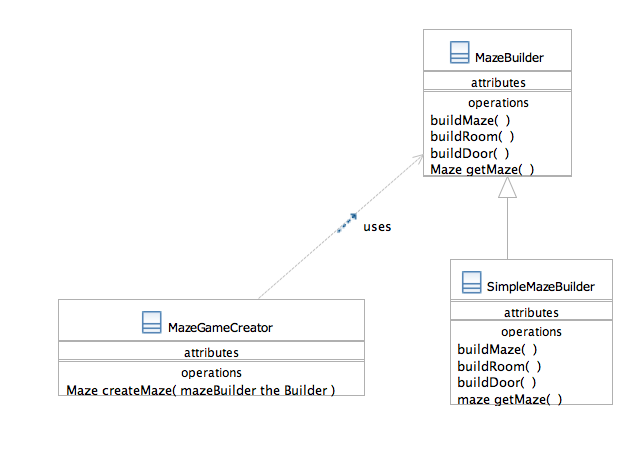 MazeBuilder
attributes
operations
buildMaze( )
buildRoom( )
buildDoor( )
Maze getMaze( )
uses
SimpleMazeBuilder
attributes
operations
buildMaze( )
buildRoom( )
buildDoor( )
maze getMaze( )
MazeGameCreator
attributes
operations
Maze createMaze( mazeBuilder the Builder )